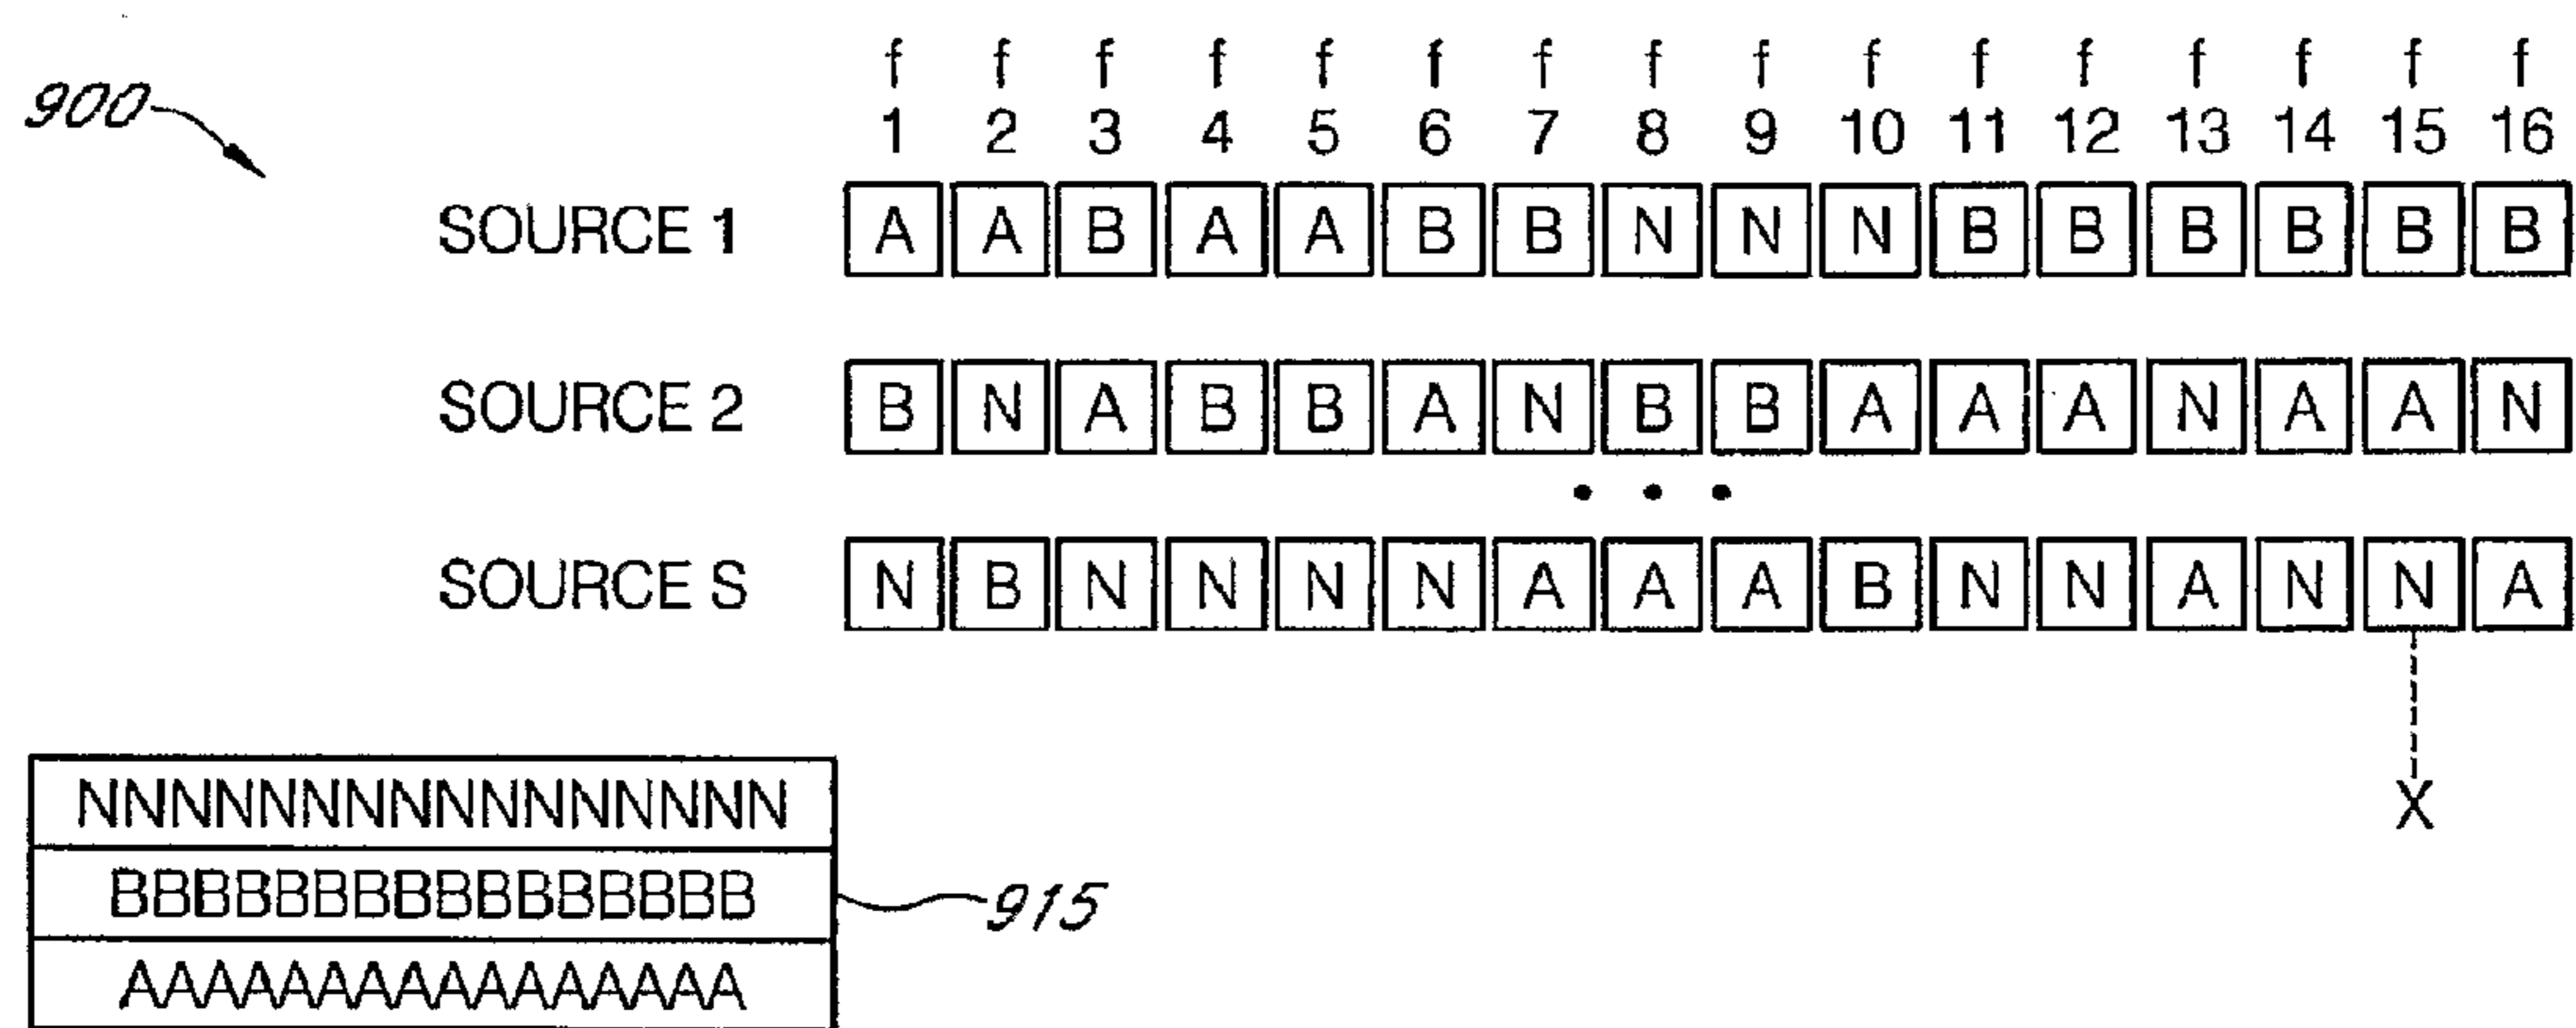 f f f f f f f f f f f f f f f f
900
1 2 3 4 5 6 7 8 9 10 11 12 13 14 15 16
SOURCE 1 A A B A A B B N N N B B B B B B
SOURCE 2 B N A B B A N B B A A A N A A N
• • •
SOURCE S N B N N N N A A A B N N A N N A
X
NNNNNNNNNNNNNNNN
BBBBBBBBBBBBBBBB
915
AAAAAAAAAAAAAAAA